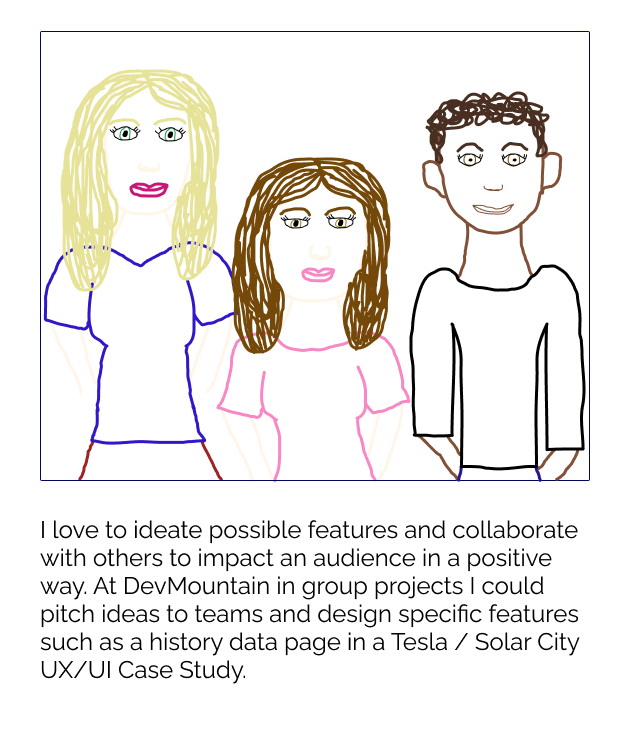 I love to ideate possible features and collaborate
with others to impact an audience in a positive
way. At DevMountain in group projects I could
pitch ideas to teams and design specific features
such as a history data page in a Tesla / Solar City
UX/UI Case Study.